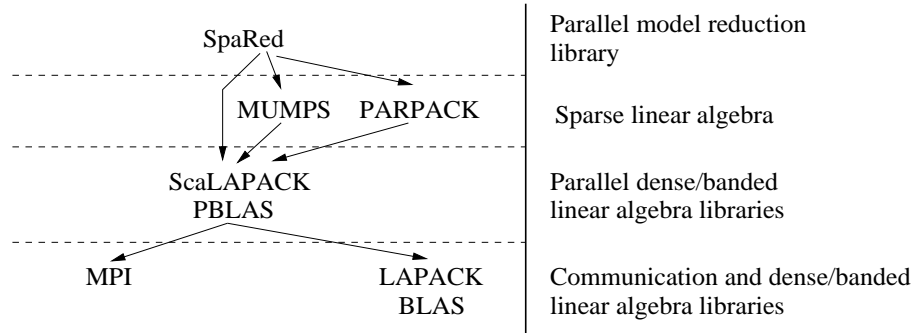 SpaRed
Parallel model reduction
library
MUMPS
PARPACK
Sparse linear algebra
ScaLAPACK
PBLAS
Parallel dense/banded
linear algebra libraries
MPI
LAPACK
BLAS
Communication and dense/banded
linear algebra libraries